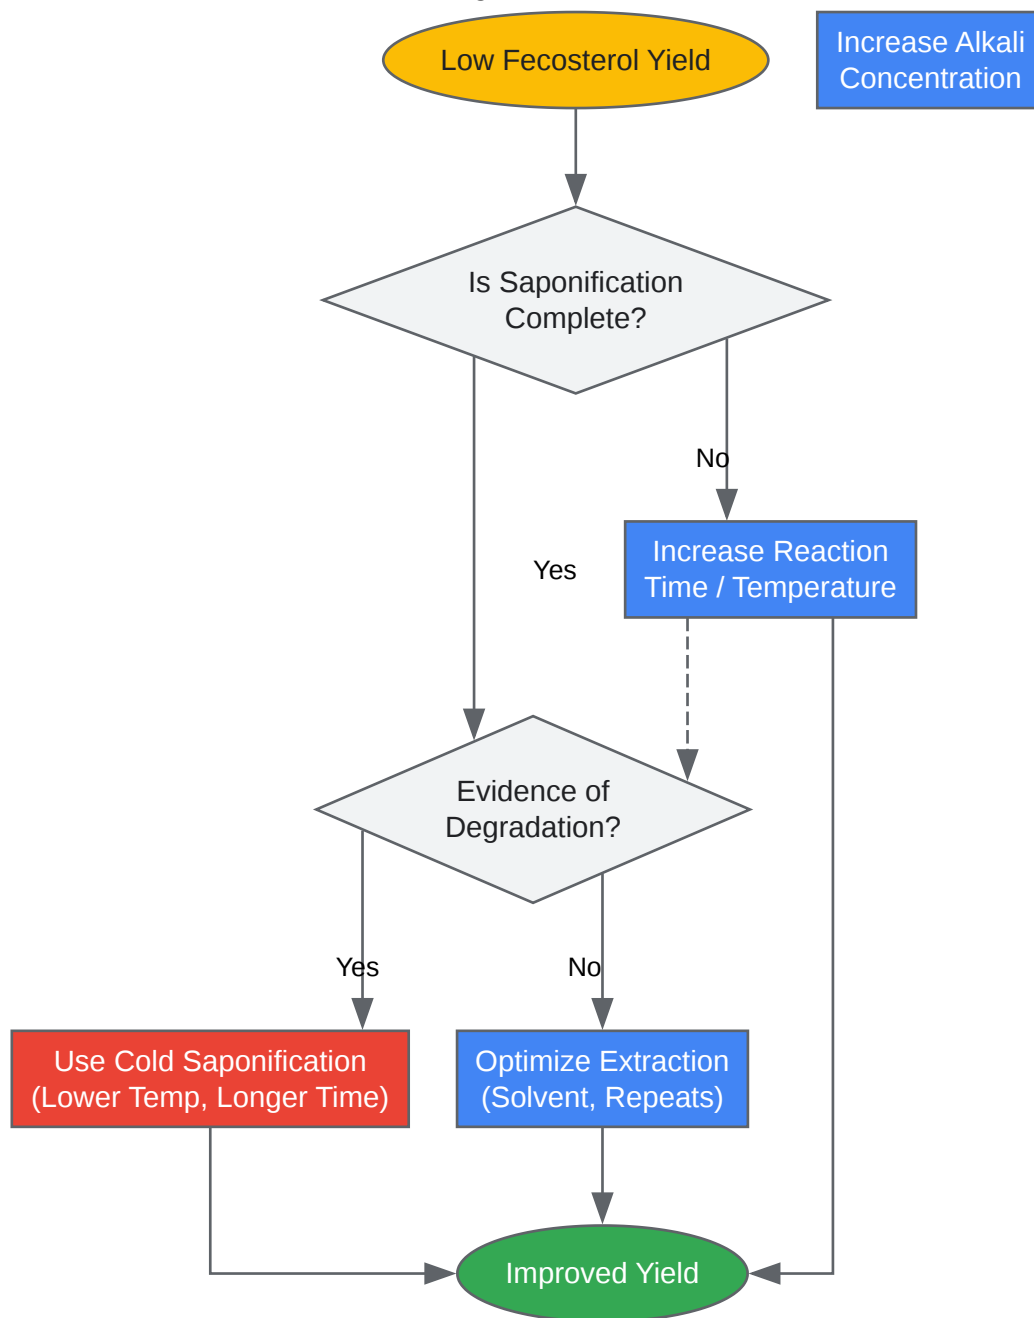 Low Fecosterol Yield
Increase Alkali
Concentration
Is Saponification
Complete?
No
Increase Reaction
Time / Temperature
Yes
Evidence of
Degradation?
Yes
No
Use Cold Saponification
(Lower Temp, Longer Time)
Optimize Extraction
(Solvent, Repeats)
Improved Yield